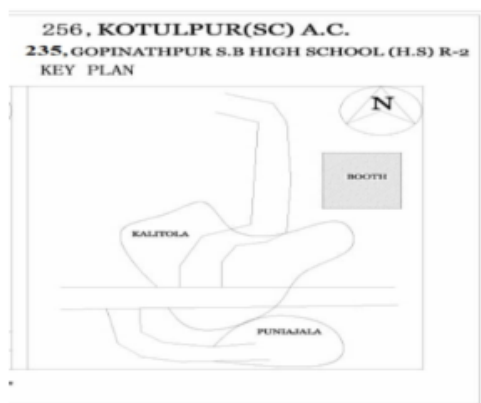 256, KOTULPUR(SC) A.C.
235, GOPINATHPUR S.B HIGH SCHOOL (H.S) R-2
KEY PLAN
N
BOOTH
KALITOLA
PUNIAJALA